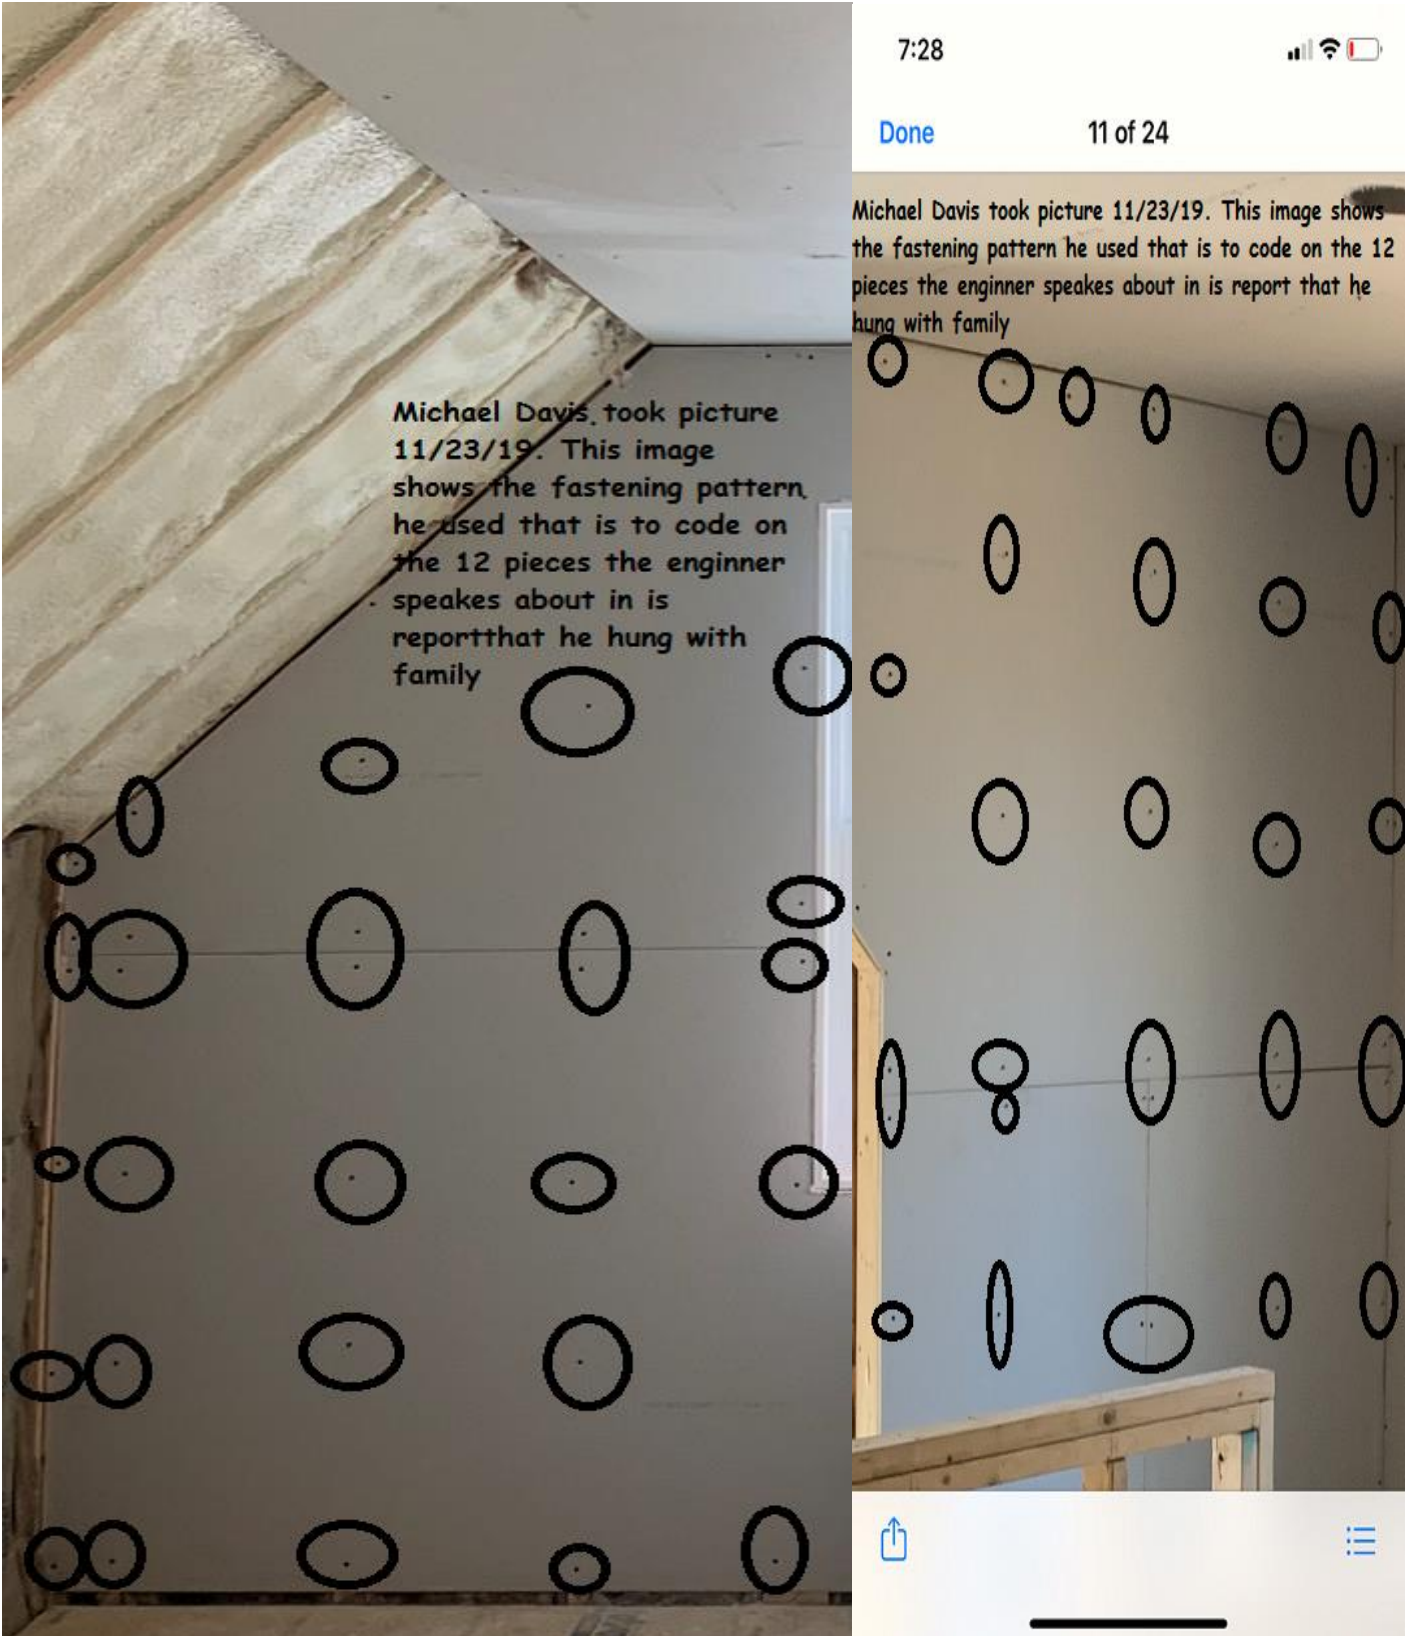 Michael Davis took picture
11/23/19. This image
shows the fastening pattern
he used that is to code on
the 12 pieces the enginner
speakes about in is
reportthat he hung with
family
7:28
Done
11 of 24
Michael Davis took picture 11/23/19. This image shows
the fastening pattern he used that is to code on the 12
pieces the enginner speakes about in is report that he
hung with family